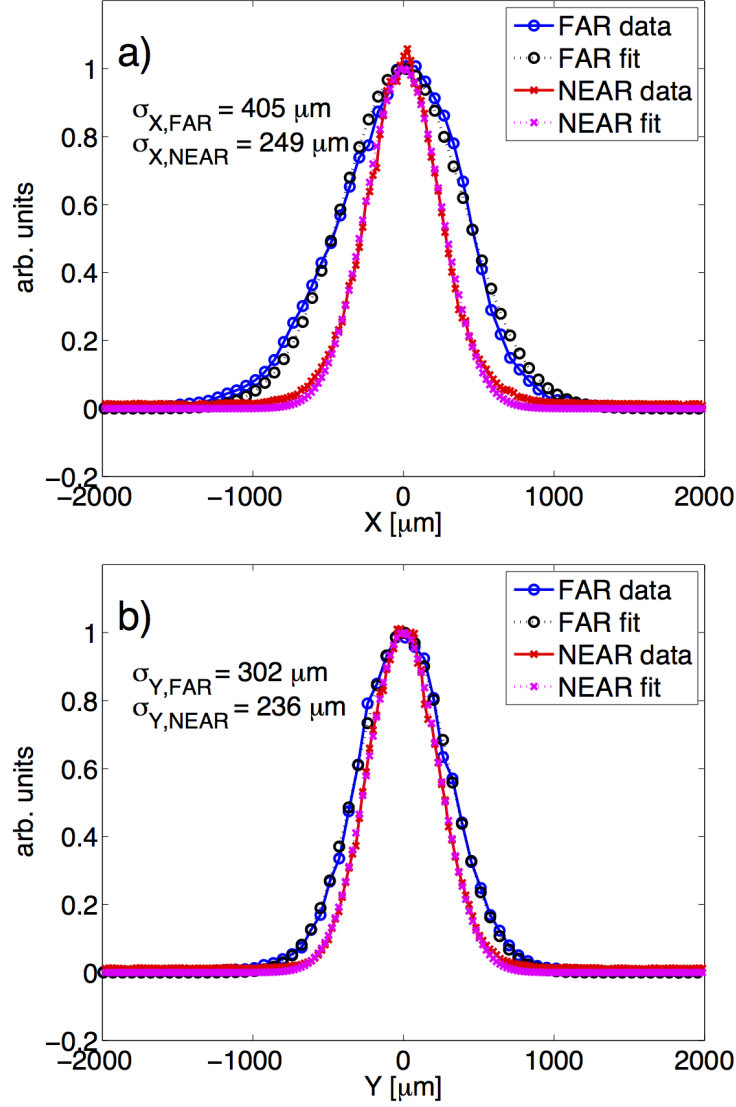 a)
σX,FAR = 405 μm
σX,NEAR = 249 μm
FAR data
FAR fit
NEAR data
NEAR fit
arb. units
1
0.8
0.6
0.4
0.2
0
−0.2
−2000 −1000 0 1000 2000
X [μm]
b)
σY,FAR = 302 μm
σY,NEAR = 236 μm
FAR data
FAR fit
NEAR data
NEAR fit
arb. units
1
0.8
0.6
0.4
0.2
0
−0.2
−2000 −1000 0 1000 2000
Y [μm]